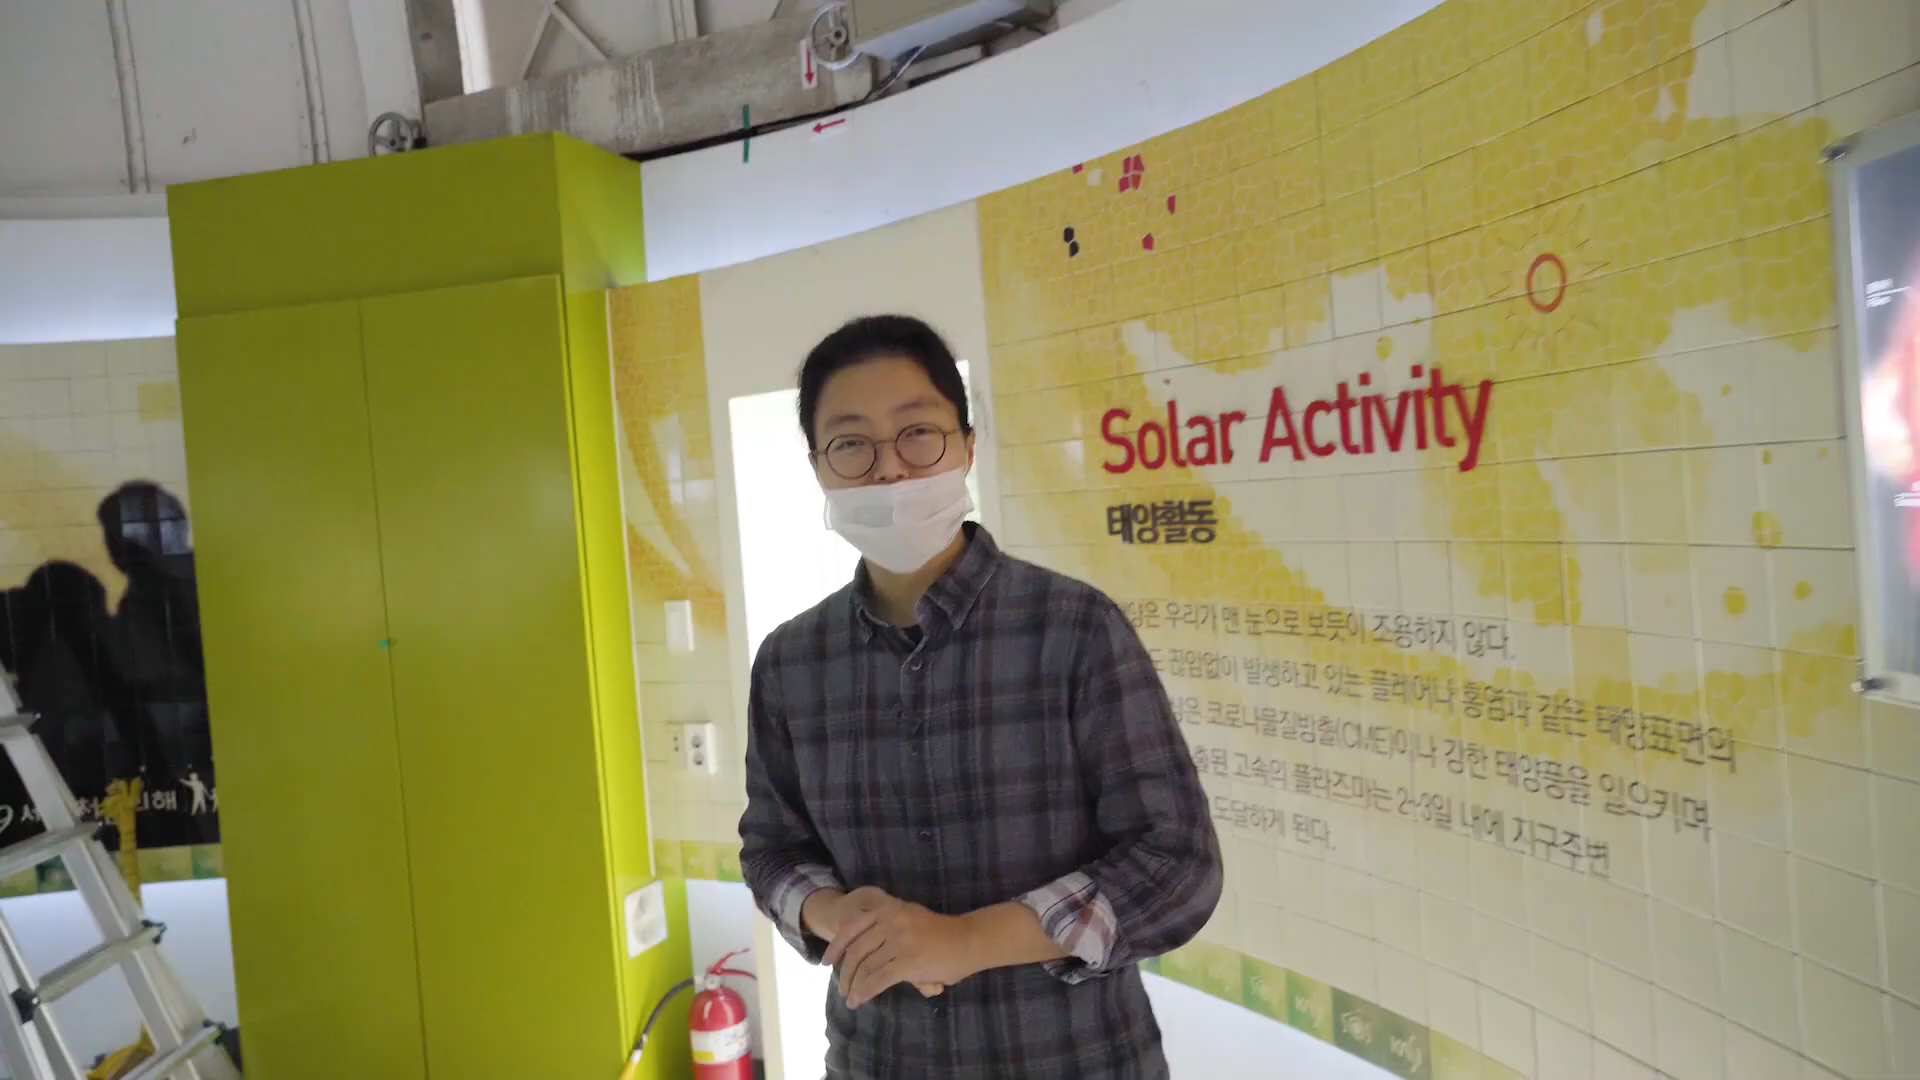 Solar Activity
태양활동
양은 우리가 맨 눈으로 보듯이 조용하지 않다.
도 끊임없이 발생하고 있는 플레어나 홍염과 같은 태양표면의
은 코로나물질방출(CME)이나 강한 태양풍을 일으키며
출된 고속의 플라즈마는 2~3일 내에 지구주변
도달하게 된다.